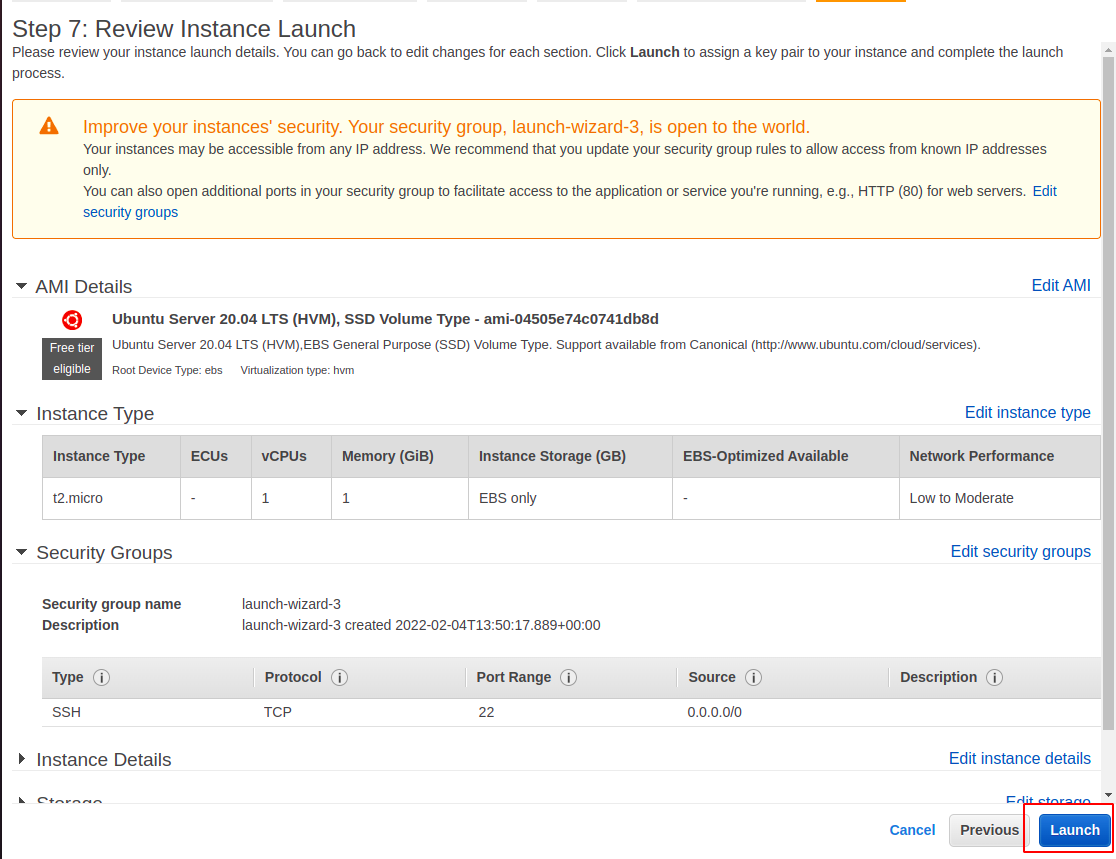 Step 7: Review Instance Launch
Please review your instance launch details. You can go back to edit changes for each section. Click Launch to assign a key pair to your instance and complete the launch
process.
Improve your instances' security. Your security group, launch-wizard-3, is open to the world.
Your instances may be accessible from any IP address. We recommend that you update your security group rules to allow access from known IP addresses
only.
You can also open additional ports in your security group to facilitate access to the application or service you're running, e.g., HTTP (80) for web servers. Edit
security groups
AMI Details Edit AMI
Ubuntu Server 20.04 LTS (HVM), SSD Volume Type - ami-04505e74c0741db8d
Free tier
eligible
Ubuntu Server 20.04 LTS (HVM),EBS General Purpose (SSD) Volume Type. Support available from Canonical (http://www.ubuntu.com/cloud/services).
Root Device Type: ebs Virtualization type: hvm
Instance Type Edit instance type
Instance Type ECUs vCPUs Memory (GiB) Instance Storage (GB) EBS-Optimized Available Network Performance
t2.micro - 1 1 EBS only - Low to Moderate
Security Groups Edit security groups
Security group name launch-wizard-3
Description launch-wizard-3 created 2022-02-04T13:50:17.889+00:00
Type i Protocol i Port Range i Source i Description i
SSH TCP 22 0.0.0.0/0
Instance Details Edit instance details
Storage Edit storage
Cancel Previous Launch